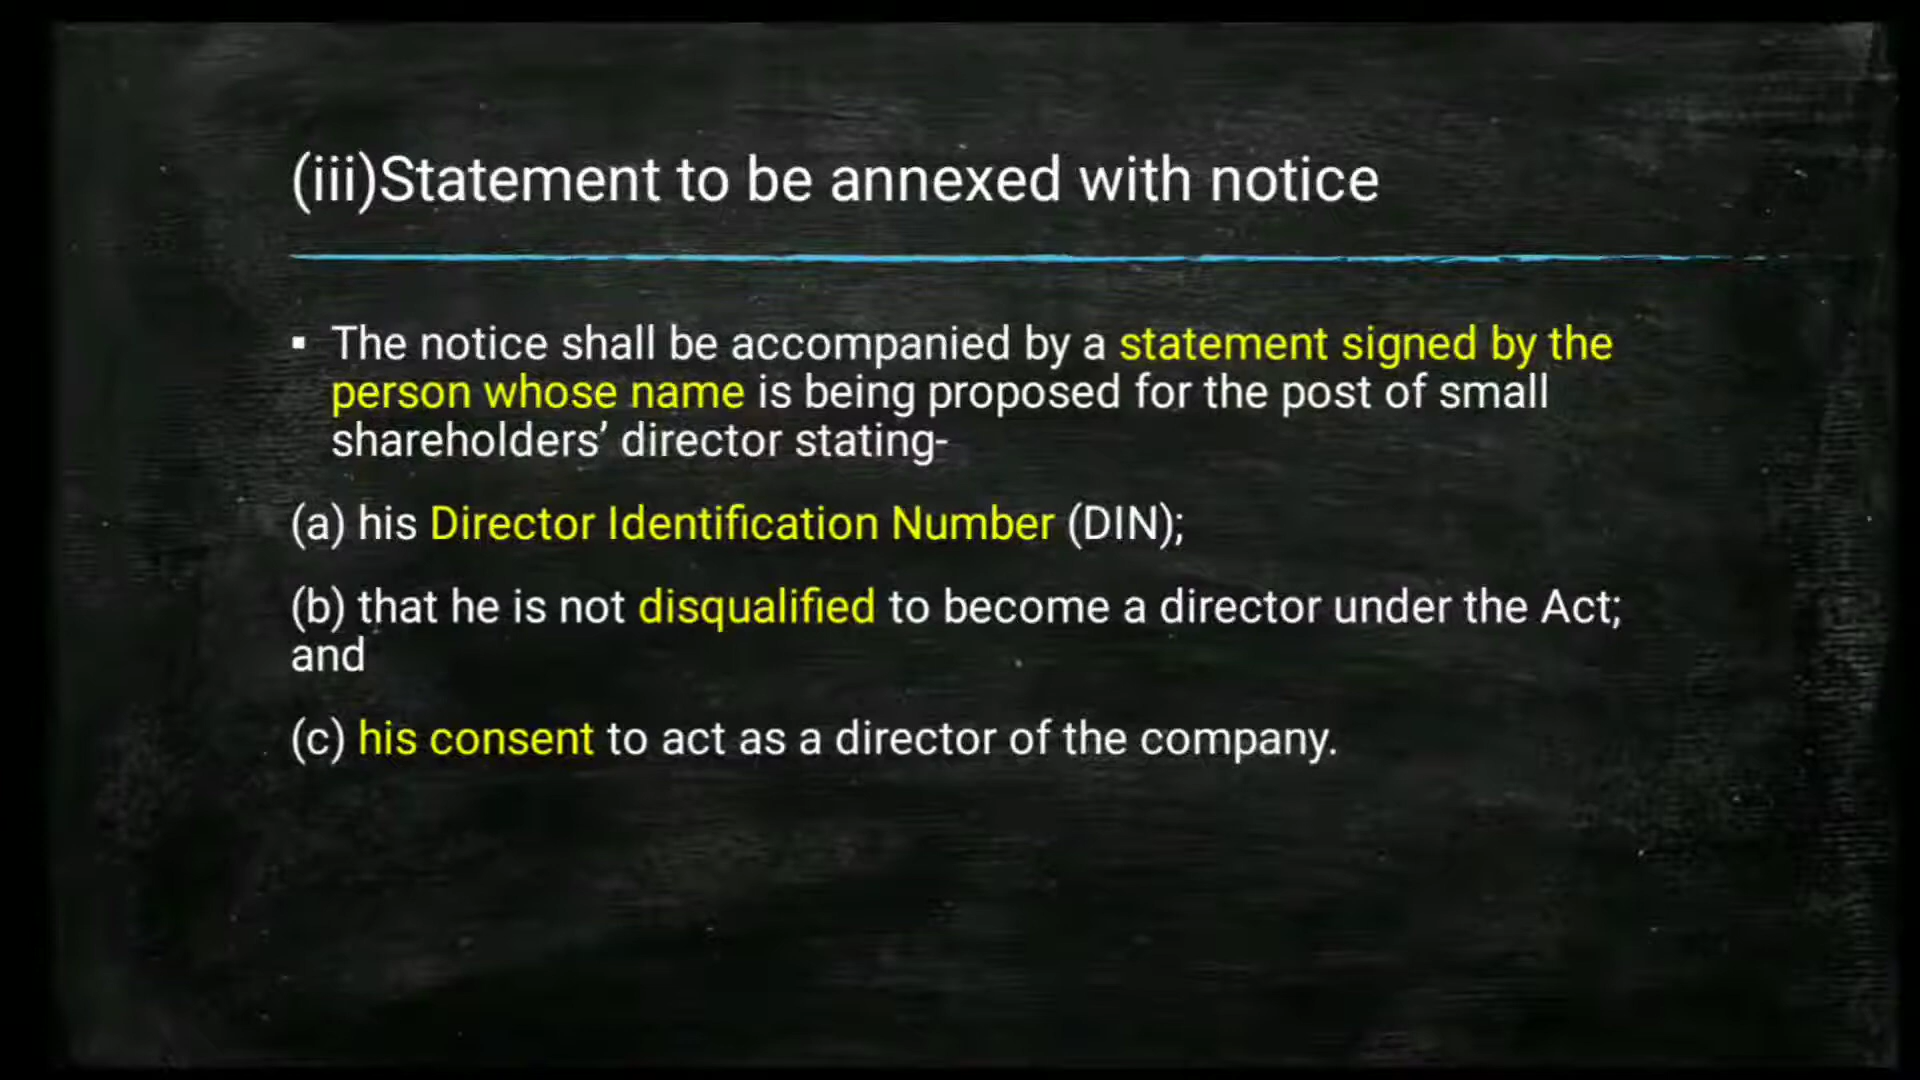 (iii)Statement to be annexed with notice
▪ The notice shall be accompanied by a statement signed by the
person whose name is being proposed for the post of small
shareholders’ director stating-
(a) his Director Identification Number (DIN);
(b) that he is not disqualified to become a director under the Act;
and
(c) his consent to act as a director of the company.